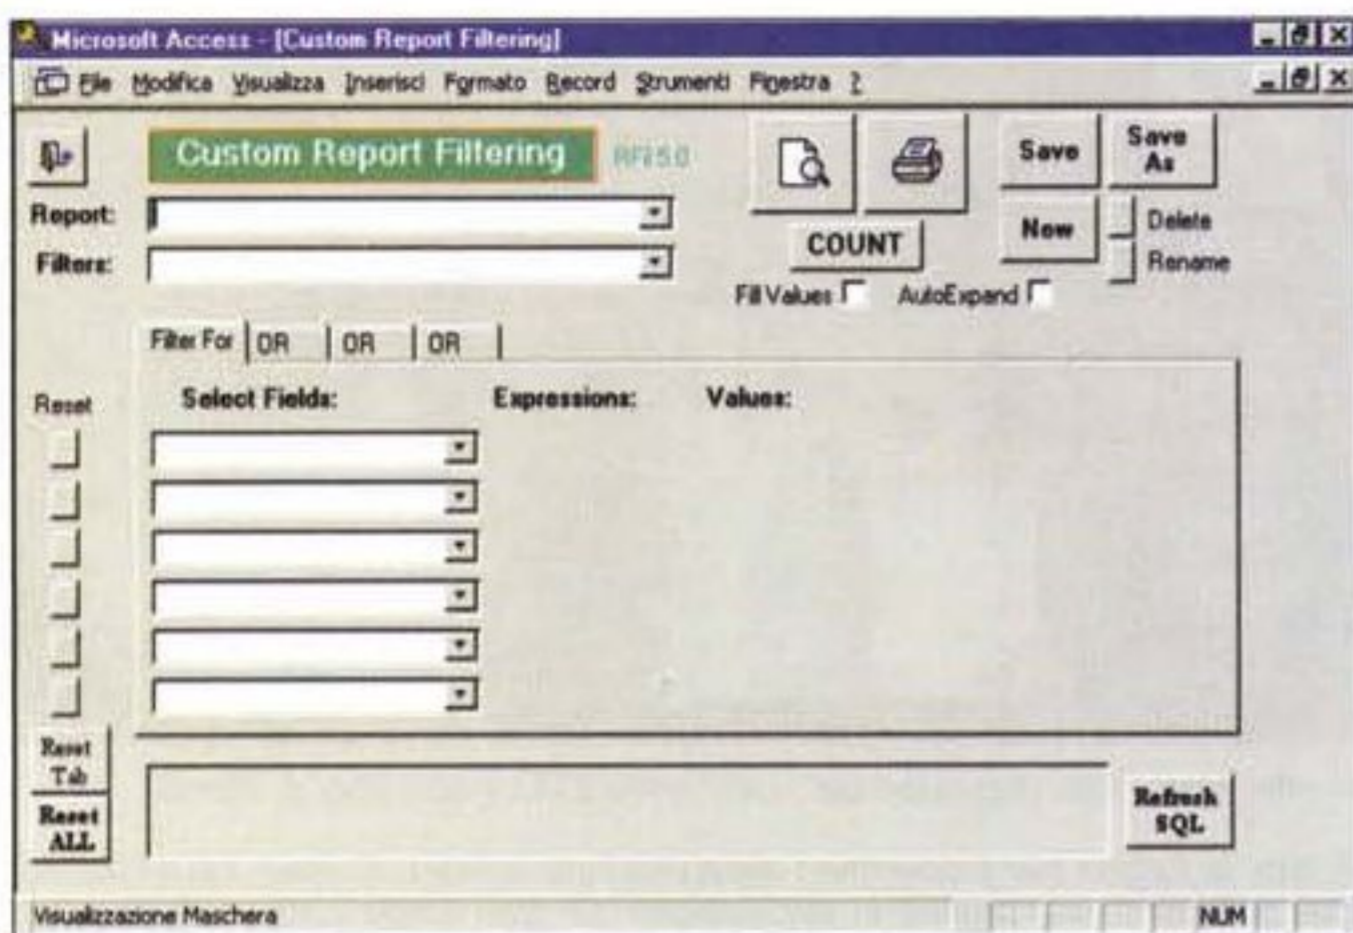 Microsoft Access - [Custom Report Filtering]
File Modifica Visualizza Inserisci Formato Record Strumenti Finestra ?
Custom Report Filtering
Save
Save As
Report:
New
Delete
Filters:
COUNT
Rename
Fill Values
AutoExpand
Filter For OR OR OR
Reset
Select Fields: Expressions: Values:
Reset Tab
Reset ALL
Refresh SQL
Visualizzazione Maschera
NUM